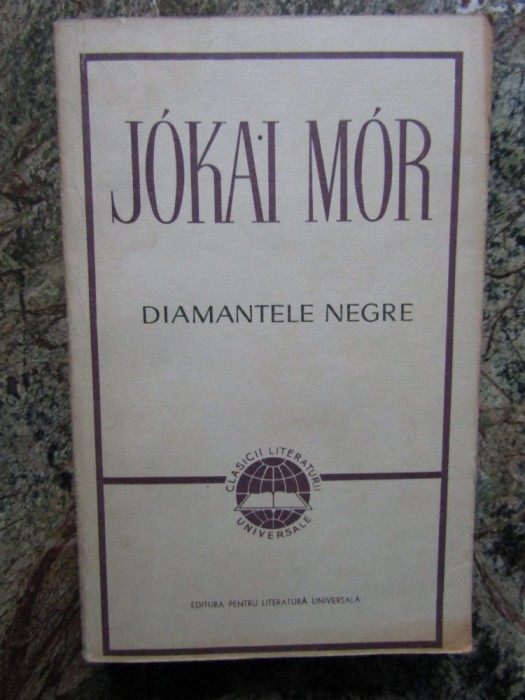 JÓKAI MÓR
DIAMANTELE NEGRE
CLASICII LITERATURII
UNIVERSALE
EDITURA PENTRU LITERATURĂ UNIVERSALĂ